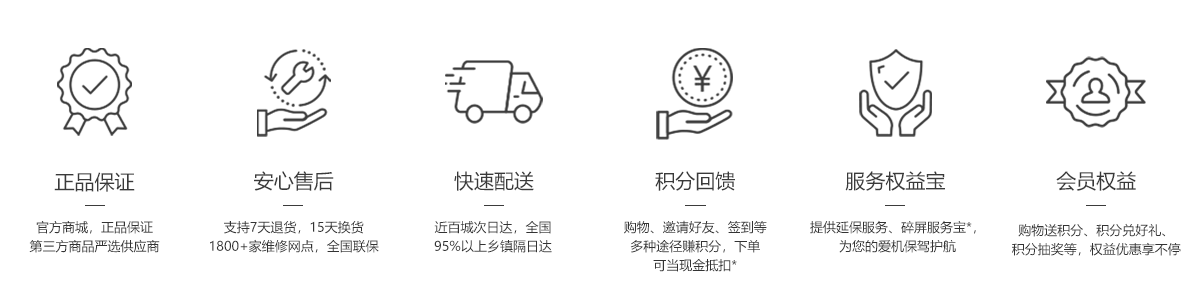 正品保证
官方商城，正品保证
第三方商品严选供应商
安心售后
支持7天退货，15天换货
1800+家维修网点，全国联保
快速配送
近百城次日达，全国
95%以上乡镇隔日达
¥
积分回馈
购物、邀请好友、签到等
多种途径赚积分，下单
可当现金抵扣*
服务权益宝
提供延保服务、碎屏服务宝*，
为您的爱机保驾护航
会员权益
购物送积分、积分兑好礼、
积分抽奖等，权益优惠享不停